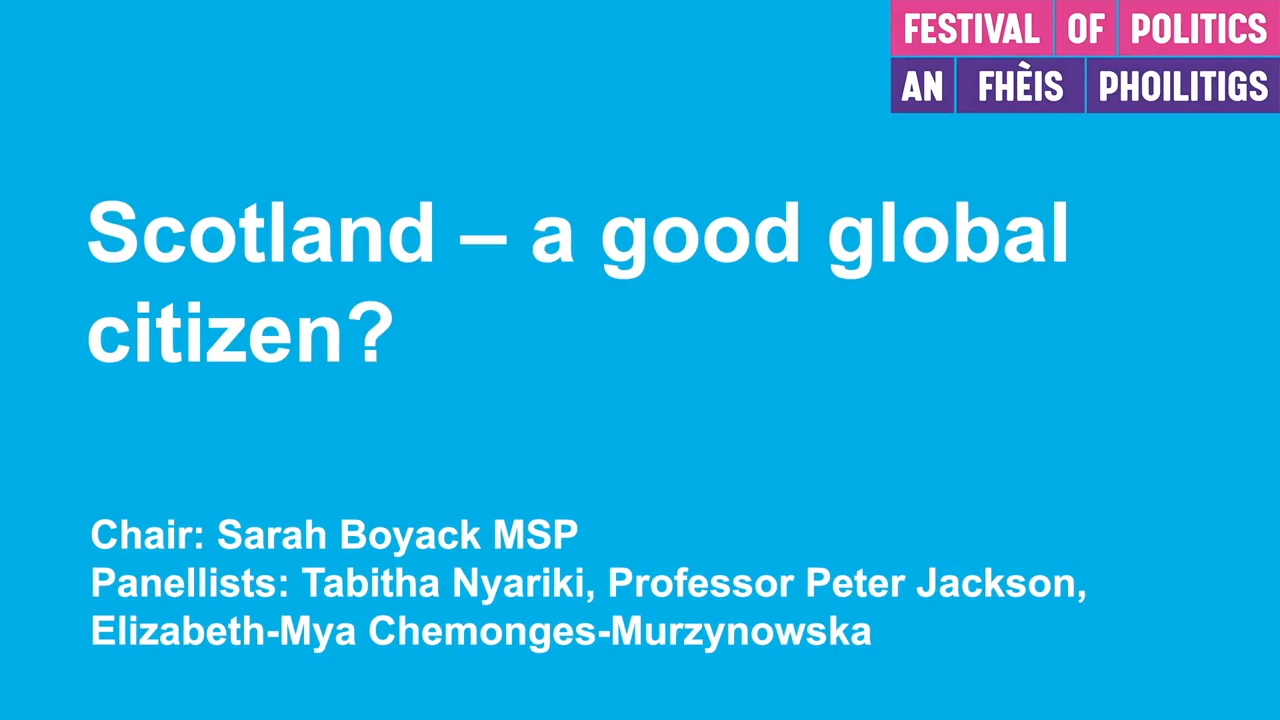 FESTIVAL OF POLITICS
AN FHÈIS PHOILITIGS
Scotland – a good global
citizen?
Chair: Sarah Boyack MSP
Panellists: Tabitha Nyariki, Professor Peter Jackson,
Elizabeth-Mya Chemonges-Murzynowska